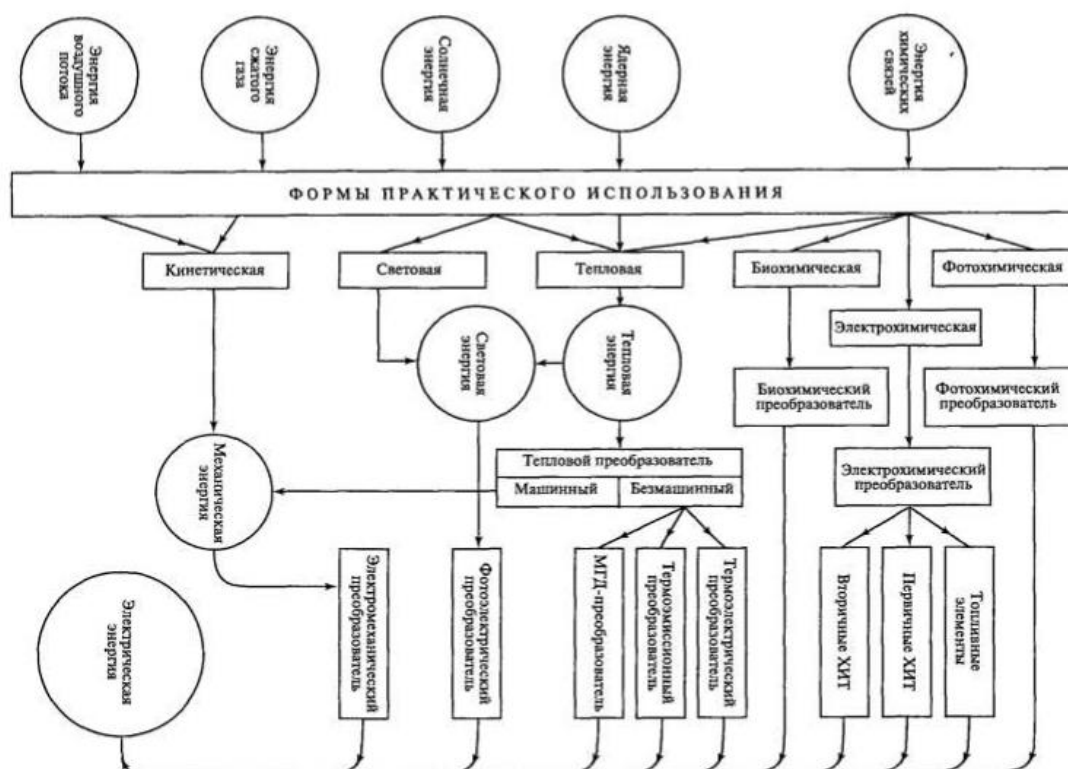 Энергия
воздушного
потока
Энергия
сжатого
газа
Солнечная
энергия
Ядерная
энергия
Энергия
химических
связей
ФОРМЫ ПРАКТИЧЕСКОГО ИСПОЛЬЗОВАНИЯ
Кинетическая
Световая
Тепловая
Биохимическая
Фотохимическая
Электрохимическая
Световая
энергия
Тепловая
энергия
Биохимический
преобразователь
Фотохимический
преобразователь
Механическая
энергия
Тепловой преобразователь
Машинный
Безмашинный
Электрохимический
преобразователь
Электрическая
энергия
Электромеханический
преобразователь
Фотоэлектрический
преобразователь
МГД-преобразователь
Термоэмиссионный
преобразователь
Термоэлектрический
преобразователь
Вторичные ХИТ
Первичные ХИТ
Топливные
элементы